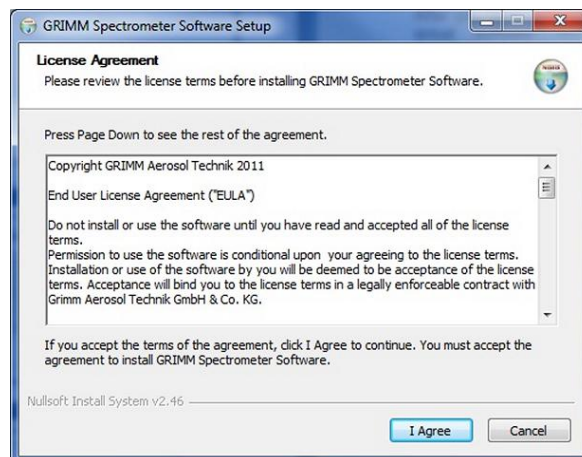 GRIMM Spectrometer Software Setup
License Agreement
Please review the license terms before installing GRIMM Spectrometer Software.
Press Page Down to see the rest of the agreement.
Copyright GRIMM Aerosol Technik 2011
End User License Agreement ("EULA")
Do not install or use the software until you have read and accepted all of the license
terms.
Permission to use the software is conditional upon your agreeing to the license terms.
Installation or use of the software by you will be deemed to be acceptance of the license
terms. Acceptance will bind you to the license terms in a legally enforceable contract with
Grimm Aerosol Technik GmbH & Co. KG.
If you accept the terms of the agreement, click I Agree to continue. You must accept the
agreement to install GRIMM Spectrometer Software.
Nullsoft Install System v2.46
I Agree
Cancel